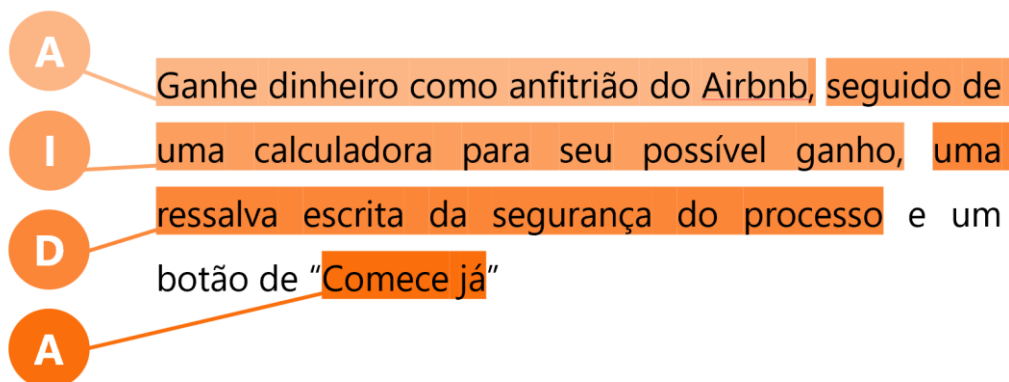 A
Ganhe dinheiro como anfitrião do Airbnb, seguido de
I
uma calculadora para seu possível ganho, uma
D
ressalva escrita da segurança do processo e um
botão de “Comece já”
A